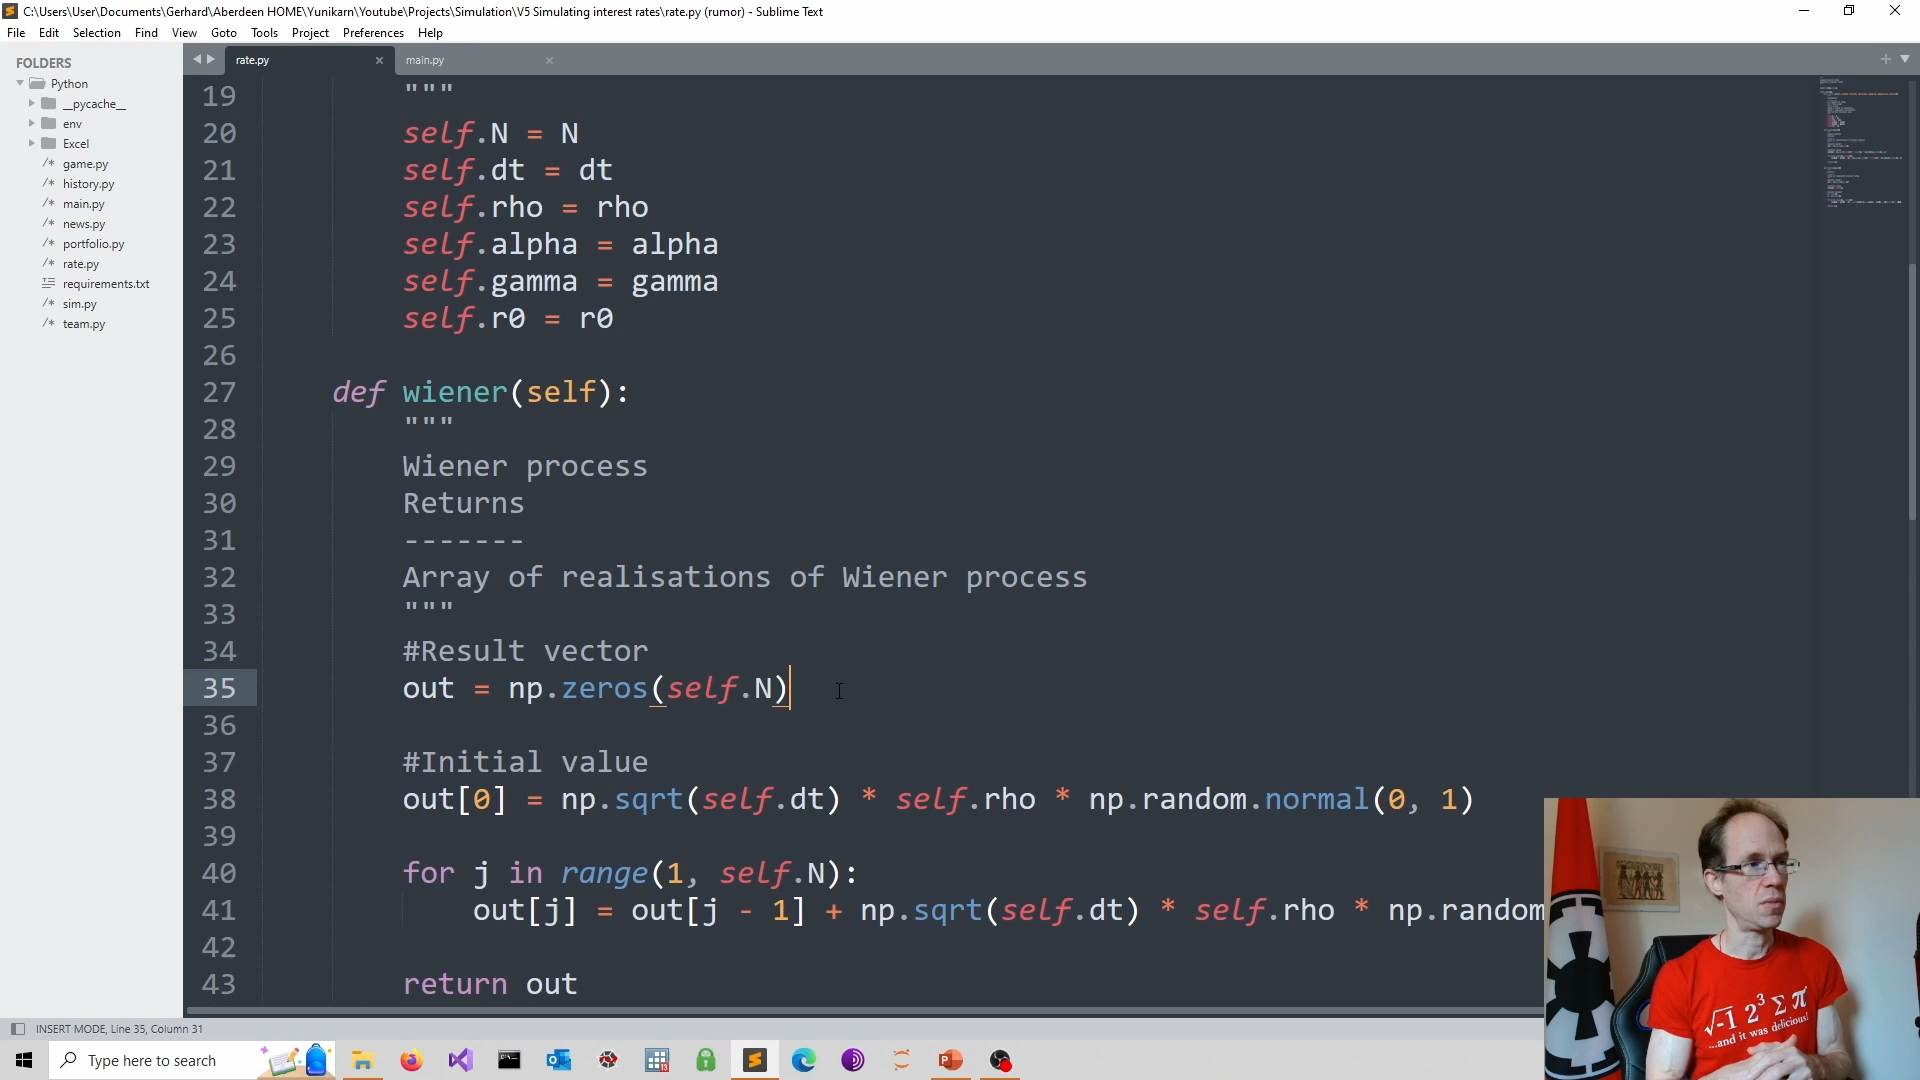 C:\Users\User\Documents\Gerhard\Aberdeen HOME\Yunikarn\Youtube\Projects\Simulation\V5 Simulating interest rates\rate.py (rumor) - Sublime Text
File Edit Selection Find View Goto Tools Project Preferences Help
FOLDERS
Python
__pycache__
env
Excel
game.py
history.py
main.py
news.py
portfolio.py
rate.py
requirements.txt
sim.py
team.py
rate.py main.py
19 """
20 self.N = N
21 self.dt = dt
22 self.rho = rho
23 self.alpha = alpha
24 self.gamma = gamma
25 self.r0 = r0
26
27 def wiener(self):
28 """
29 Wiener process
30 Returns
31 -------
32 Array of realisations of Wiener process
33 """
34 #Result vector
35 out = np.zeros(self.N)
36
37 #Initial value
38 out[0] = np.sqrt(self.dt) * self.rho * np.random.normal(0, 1)
39
40 for j in range(1, self.N):
41 out[j] = out[j - 1] + np.sqrt(self.dt) * self.rho * np.random
42
43 return out
√-1 2³ Σ π
...and it was delicious!
INSERT MODE, Line 35, Column 31
Type here to search